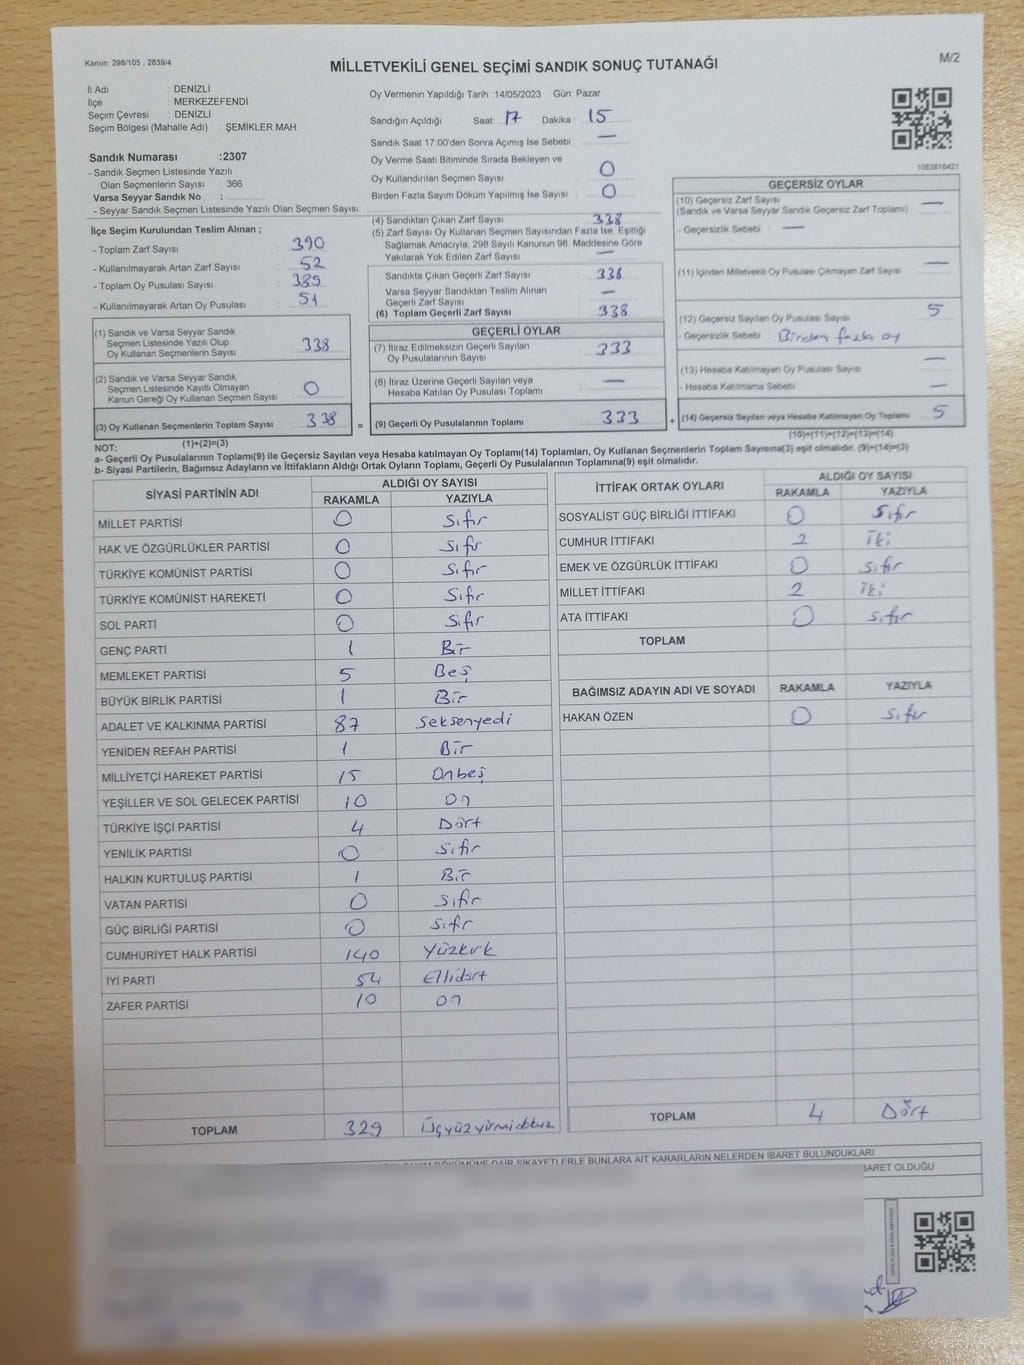 Kanun; 298/105 , 2839/4
M/2
MİLLETVEKİLİ GENEL SEÇİMİ SANDIK SONUÇ TUTANAĞI
İl Adı : DENİZLİ
İlçe : MERKEZEFENDİ
Seçim Çevresi : DENİZLİ
Seçim Bölgesi (Mahalle Adı) : ŞEMİKLER MAH.
Sandık Numarası :2307
- Sandık Seçmen Listesinde Yazılı
Olan Seçmenlerin Sayısı : 366
Varsa Seyyar Sandık No :
- Seyyar Sandık Seçmen Listesinde Yazılı Olan Seçmen Sayısı:
Oy Vermenin Yapıldığı Tarih :14/05/2023 Gün: Pazar
Sandığın Açıldığı Saat: 17 Dakika : 15
Sandık Saat 17:00'den Sonra Açımış İse Sebebi : —
Oy Verme Saati Bitiminde Sırada Bekleyen ve
Oy Kullandırılan Seçmen Sayısı : 0
Birden Fazla Sayım Döküm Yapılmış İse Sayısı : 0
1083816421
İlçe Seçim Kurulundan Teslim Alınan ;
- Toplam Zarf Sayısı : 390
- Kullanılmayarak Artan Zarf Sayısı : 52
- Toplam Oy Pusulası Sayısı : 389
- Kullanılmayarak Artan Oy Pusulası : 51
(1) Sandık ve Varsa Seyyar Sandık
Seçmen Listesinde Yazılı Olup
Oy Kullanan Seçmenlerin Sayısı : 338
(2) Sandık ve Varsa Seyyar Sandık
Seçmen Listesinde Kayıtlı Olmayan
Kanun Gereği Oy Kullanan Seçmen Sayısı : 0
(3) Oy Kullanan Seçmenlerin Toplam Sayısı : 338 =
(1)+(2)=(3)
(4) Sandıktan Çıkan Zarf Sayısı : 338
(5) Zarf Sayısı Oy Kullanan Seçmen Sayısından Fazla İse, Eşitliği
Sağlamak Amacıyla, 298 Sayılı Kanunun 98. Maddesine Göre
Yakılarak Yok Edilen Zarf Sayısı : —
Sandıkta Çıkan Geçerli Zarf Sayısı : 338
Varsa Seyyar Sandıktan Teslim Alınan
Geçerli Zarf Sayısı : —
(6) Toplam Geçerli Zarf Sayısı : 338
GEÇERLİ OYLAR
(7) İtiraz Edilmeksizin Geçerli Sayılan
Oy Pusulalarının Sayısı : 333
(8) İtiraz Üzerine Geçerli Sayılan veya
Hesaba Katılan Oy Pusulası Toplamı : —
(9) Geçerli Oy Pusulalarının Toplamı : 333 +
GEÇERSİZ OYLAR
(10) Geçersiz Zarf Sayısı : —
(Sandık ve Varsa Seyyar Sandık Geçersiz Zarf Toplamı)
- Geçersizlik Sebebi : —
(11) İçinden Milletvekili Oy Pusulası Çıkmayan Zarf Sayısı : —
(12) Geçersiz Sayılan Oy Pusulası Sayısı : 5
- Geçersizlik Sebebi : Birden fazla oy
(13) Hesaba Katılmayan Oy Pusulası Sayısı : —
- Hesaba Katılmama Sebebi : —
(14) Geçersiz Sayılan veya Hesaba Katılmayan Oy Toplamı : 5
(10)+(11)+(12)+(13)=(14)
NOT:
a- Geçerli Oy Pusulalarının Toplamı(9) ile Geçersiz Sayılan veya Hesaba katılmayan Oy Toplamı(14) Toplamları, Oy Kullanan Seçmenlerin Toplam Sayısına(3) eşit olmalıdır. (9)+(14)=(3)
b- Siyasi Partilerin, Bağımsız Adayların ve İttifakların Aldığı Ortak Oyların Toplamı, Geçerli Oy Pusulalarının Toplamına(9) eşit olmalıdır.
SİYASİ PARTİNİN ADI ALDIĞI OY SAYISI
RAKAMLA YAZIYLA
MİLLET PARTİSİ 0 Sıfır
HAK VE ÖZGÜRLÜKLER PARTİSİ 0 Sıfır
TÜRKİYE KOMÜNİST PARTİSİ 0 Sıfır
TÜRKİYE KOMÜNİST HAREKETİ 0 Sıfır
SOL PARTİ 0 Sıfır
GENÇ PARTİ 1 Bir
MEMLEKET PARTİSİ 5 Beş
BÜYÜK BİRLİK PARTİSİ 1 Bir
ADALET VE KALKINMA PARTİSİ 87 Seksenyedi
YENİDEN REFAH PARTİSİ 1 Bir
MİLLİYETÇİ HAREKET PARTİSİ 15 Onbeş
YEŞİLLER VE SOL GELECEK PARTİSİ 10 On
TÜRKİYE İŞÇİ PARTİSİ 4 Dört
YENİLİK PARTİSİ 0 Sıfır
HALKIN KURTULUŞ PARTİSİ 1 Bir
VATAN PARTİSİ 0 Sıfır
GÜÇ BİRLİĞİ PARTİSİ 0 Sıfır
CUMHURİYET HALK PARTİSİ 140 Yüzkırk
İYİ PARTİ 54 Ellidört
ZAFER PARTİSİ 10 On
TOPLAM 329
İTTİFAK ORTAK OYLARI ALDIĞI OY SAYISI
RAKAMLA YAZIYLA
SOSYALİST GÜÇ BİRLİĞİ İTTİFAKI 0 Sıfır
CUMHUR İTTİFAKI 2 İki
EMEK VE ÖZGÜRLÜK İTTİFAKI 0 Sıfır
MİLLET İTTİFAKI 2 İki
ATA İTTİFAKI 0 Sıfır
TOPLAM
BAĞIMSIZ ADAYIN ADI VE SOYADI RAKAMLA YAZIYLA
HAKAN ÖZEN 0 Sıfır
TOPLAM 4 Dört
DÖKÜMÜNE DAİR ŞİKAYETLERLE BUNLARA AİT KARARLARIN NELERDEN İBARET BULUNDUKLARI
BARET OLDUĞU